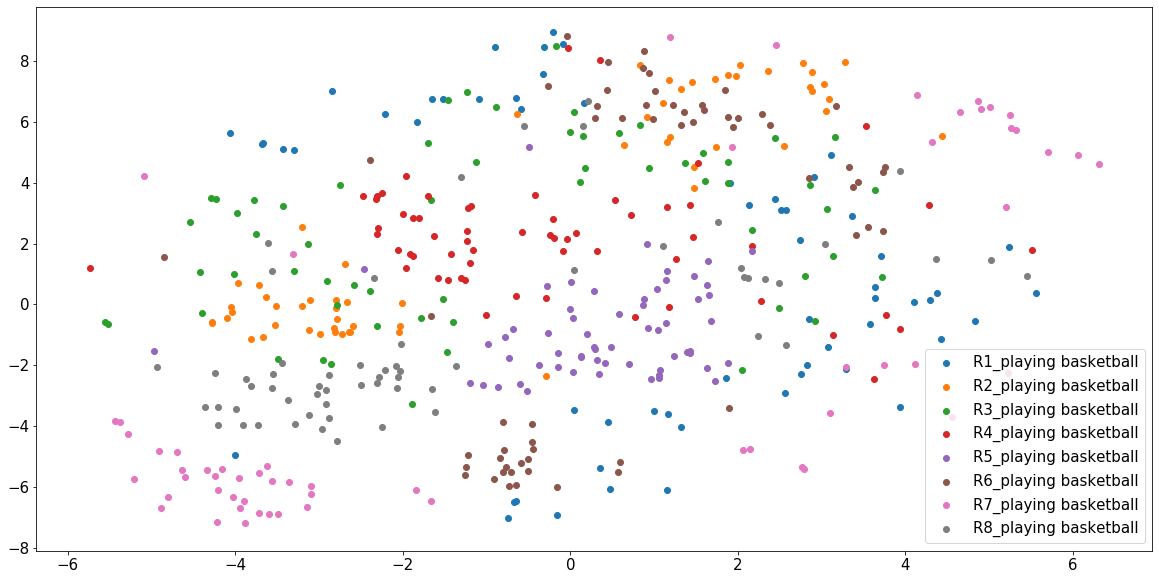 8
6
4
2
0
−2
−4
−6
−8
−6 −4 −2 0 2 4 6
R1_playing basketball
R2_playing basketball
R3_playing basketball
R4_playing basketball
R5_playing basketball
R6_playing basketball
R7_playing basketball
R8_playing basketball